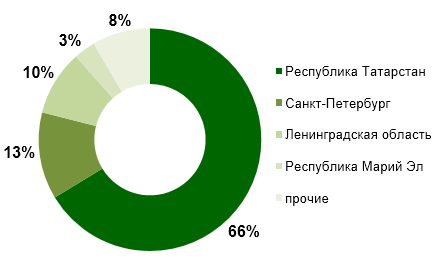 8%
3%
10%
13%
66%
Республика Татарстан
Санкт-Петербург
Ленинградская область
Республика Марий Эл
прочие